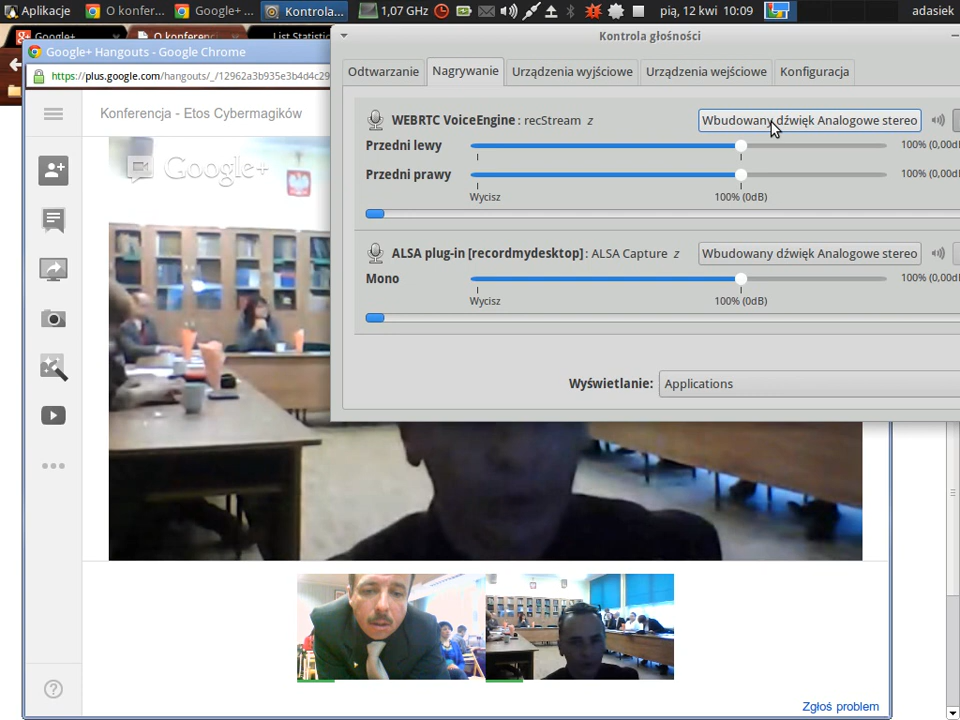 Aplikacje
O konfer...
Google+ ...
Kontrola...
1,07 GHz
pią, 12 kwi 10:09
adasiek
Google+
O konferenc
List Statistic
Google+ Hangouts - Google Chrome
https://plus.google.com/hangouts/_/12962a3b935e3b4d4c29
Konferencja - Etos Cybermagików
Google+
Kontrola głośności
Odtwarzanie
Nagrywanie
Urządzenia wyjściowe
Urządzenia wejściowe
Konfiguracja
WEBRTC VoiceEngine : recStream z
Wbudowany dźwięk Analogowe stereo
Przedni lewy
100% (0,00dB
Przedni prawy
100% (0,00dB
Wycisz
100% (0dB)
ALSA plug-in [recordmydesktop] : ALSA Capture z
Wbudowany dźwięk Analogowe stereo
Mono
100% (0,00dB
Wycisz
100% (0dB)
Wyświetlanie:
Applications
Zgłoś problem